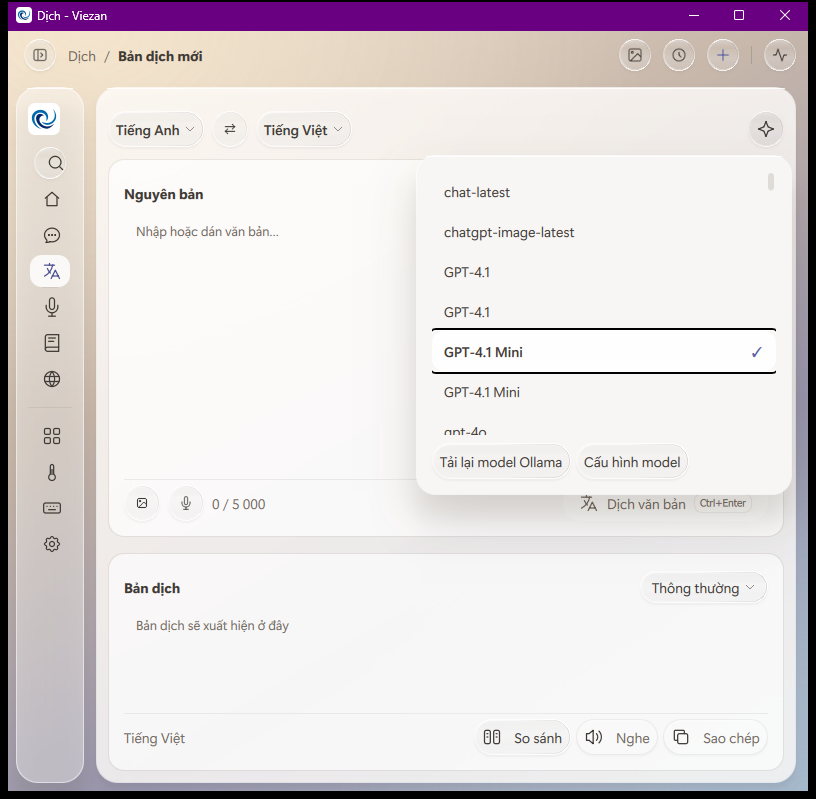 Dịch - Viezan
Dịch / Bản dịch mới
Tiếng Anh Tiếng Việt
Nguyên bản
Nhập hoặc dán văn bản...
chat-latest
chatgpt-image-latest
GPT-4.1
GPT-4.1
GPT-4.1 Mini ✓
GPT-4.1 Mini
gpt-4o
Tải lại model Ollama Cấu hình model
0 / 5 000 Dịch văn bản Ctrl+Enter
Bản dịch Thông thường
Bản dịch sẽ xuất hiện ở đây
Tiếng Việt So sánh Nghe Sao chép